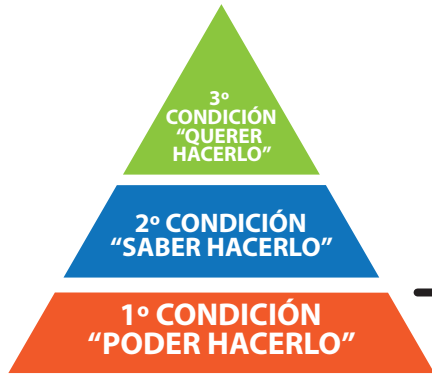 3º
CONDICIÓN
“QUERER
HACERLO”
2º CONDICIÓN
“SABER HACERLO”
1º CONDICIÓN
“PODER HACERLO”